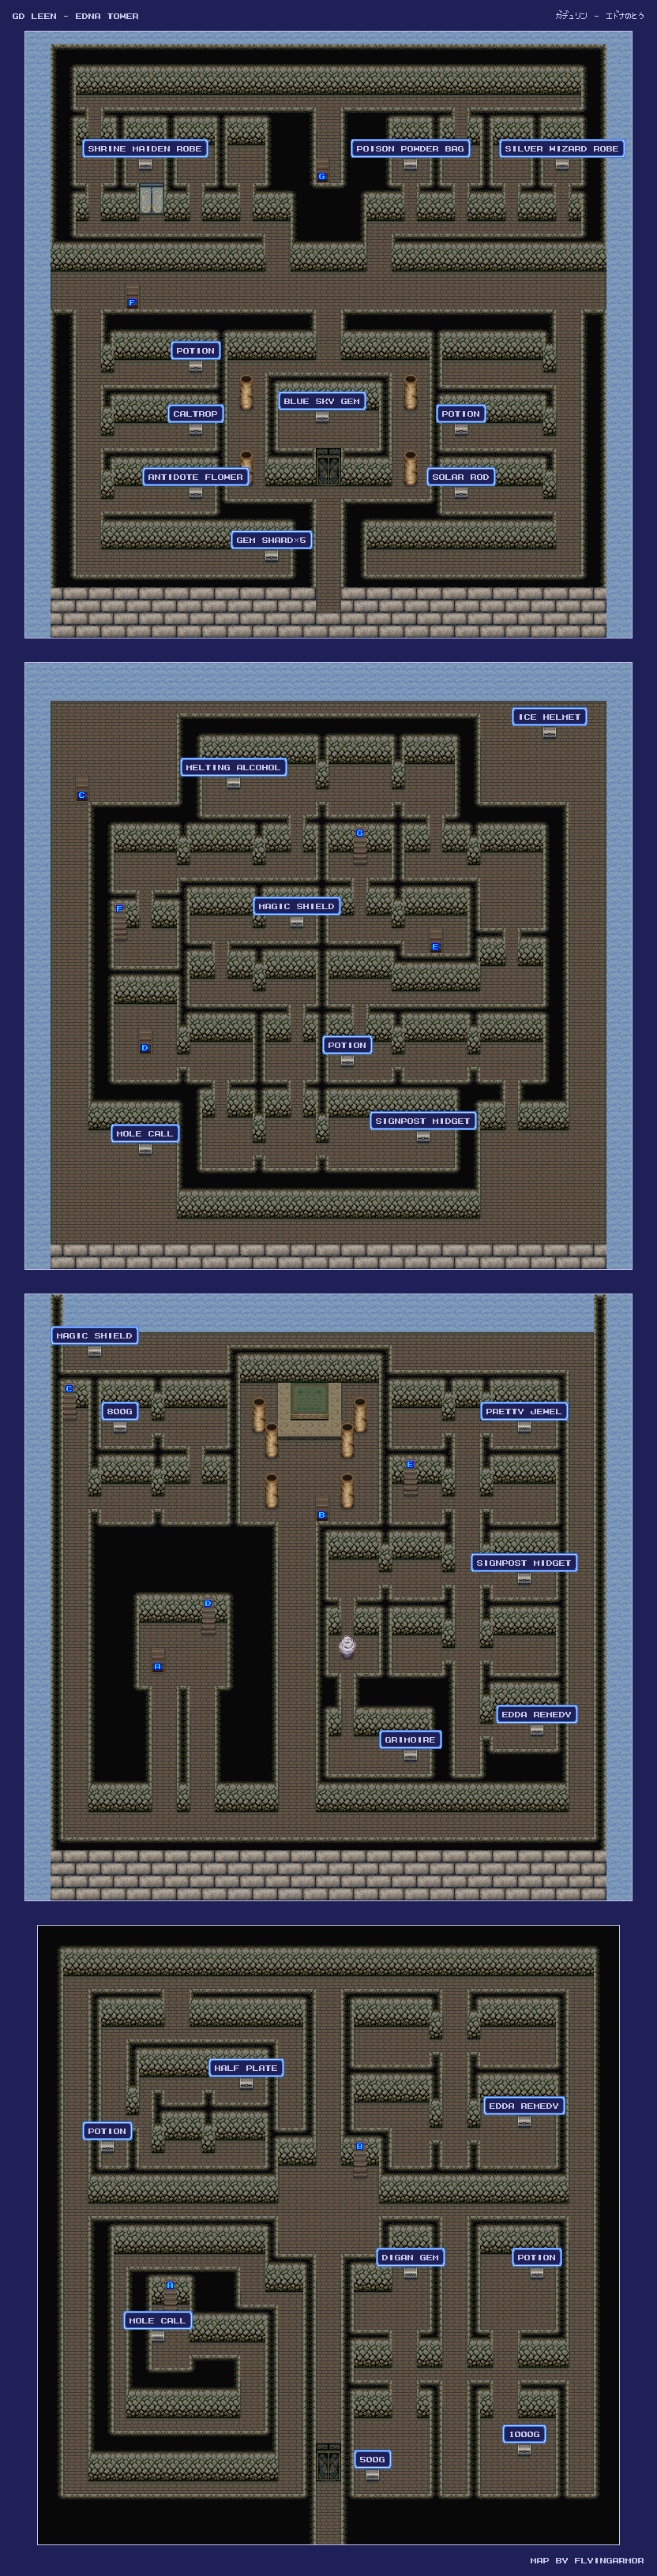 GD LEEN - EDNA TOWER
ガデュリン - エドナのとう
SHRINE MAIDEN ROBE
POISON POWDER BAG
SILVER WIZARD ROBE
G
F
POTION
BLUE SKY GEM
CALTROP
POTION
ANTIDOTE FLOWER
SOLAR ROD
GEM SHARD×5
ICE HELMET
MELTING ALCOHOL
C
G
MAGIC SHIELD
F
E
POTION
D
SIGNPOST MIDGET
MOLE CALL
MAGIC SHIELD
C
800G
PRETTY JEWEL
E
B
SIGNPOST MIDGET
D
A
EDDA REMEDY
GRIMOIRE
HALF PLATE
EDDA REMEDY
POTION
B
DIGAN GEM
POTION
A
MOLE CALL
1000G
500G
MAP BY FLYINGARMOR